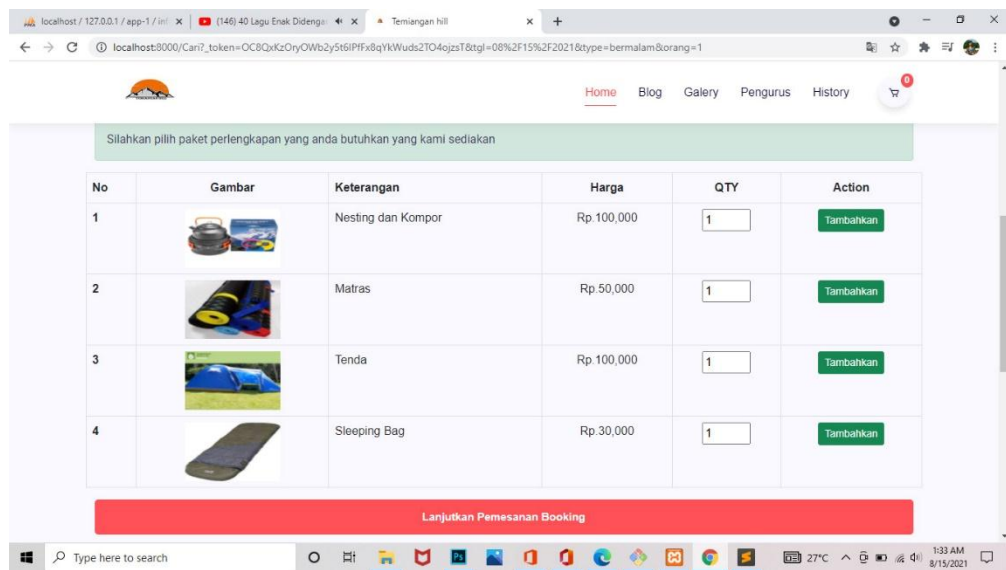 localhost / 127.0.0.1 / app-1 / in
(146) 40 Lagu Enak Didenga
Temiangan hill
localhost:8000/Cari?_token=OC8QxKzOryOWb2y5t6IPfFx8qYkWuds2TO4ojzsT&tgl=08%2F15%2F2021&type=bermalam&orang=1
Home Blog Galery Pengurus History 0
Silahkan pilih paket perlengkapan yang anda butuhkan yang kami sediakan
No Gambar Keterangan Harga QTY Action
1 Nesting dan Kompor Rp.100,000 1 Tambahkan
2 Matras Rp.50,000 1 Tambahkan
3 Tenda Rp.100,000 1 Tambahkan
4 Sleeping Bag Rp.30,000 1 Tambahkan
Lanjutkan Pemesanan Booking
Type here to search
Ps
27°C
1:33 AM
8/15/2021